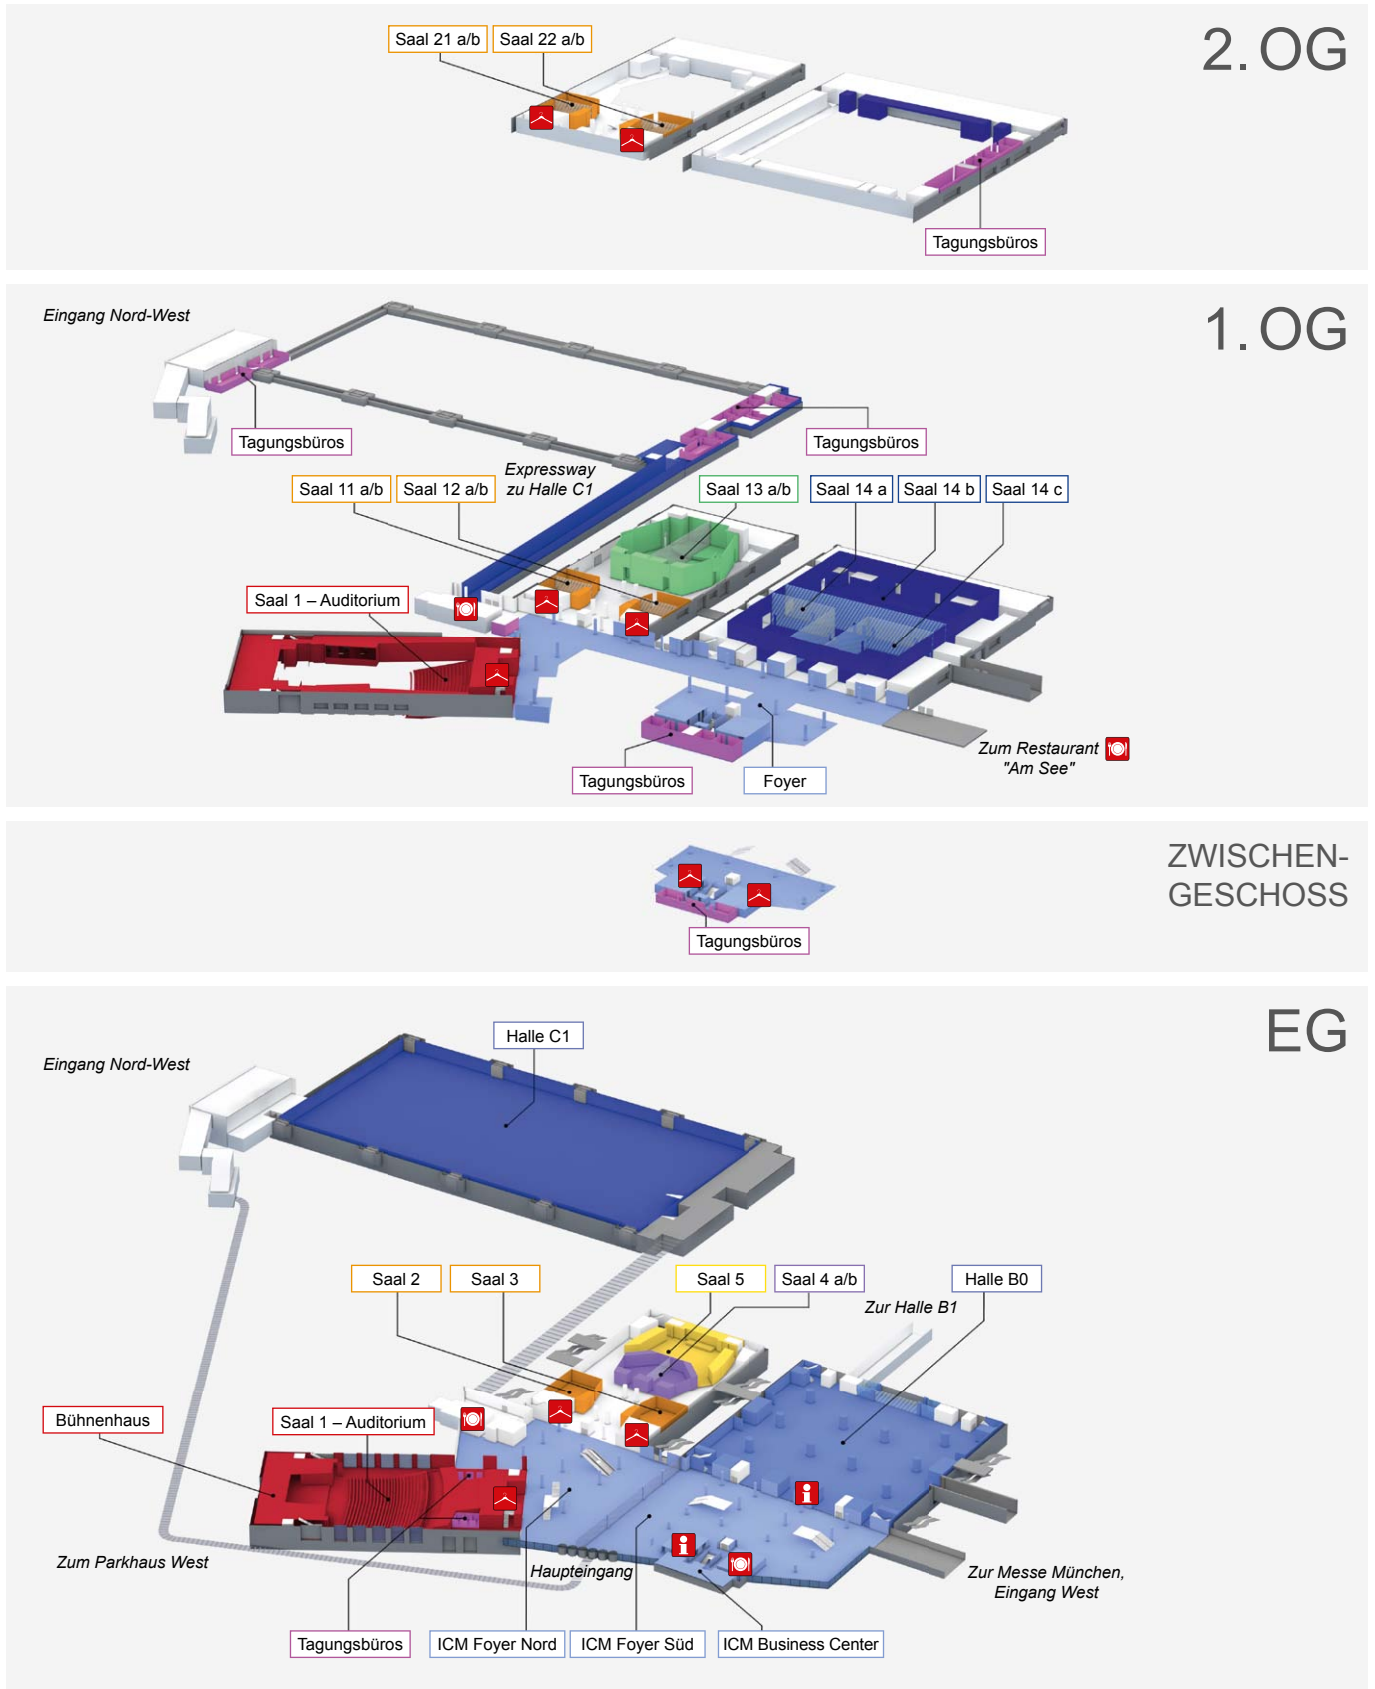 2. OG
Saal 21 a/b
Saal 22 a/b
Tagungsbüros
1. OG
Eingang Nord-West
Tagungsbüros
Tagungsbüros
Expressway
zu Halle C1
Saal 11 a/b
Saal 12 a/b
Saal 13 a/b
Saal 14 a
Saal 14 b
Saal 14 c
Saal 1 – Auditorium
Zum Restaurant
"Am See"
Tagungsbüros
Foyer
ZWISCHEN-
GESCHOSS
Tagungsbüros
EG
Halle C1
Eingang Nord-West
Saal 2
Saal 3
Saal 5
Saal 4 a/b
Halle B0
Zur Halle B1
Bühnenhaus
Saal 1 – Auditorium
Zum Parkhaus West
Haupteingang
Zur Messe München,
Eingang West
Tagungsbüros
ICM Foyer Nord
ICM Foyer Süd
ICM Business Center